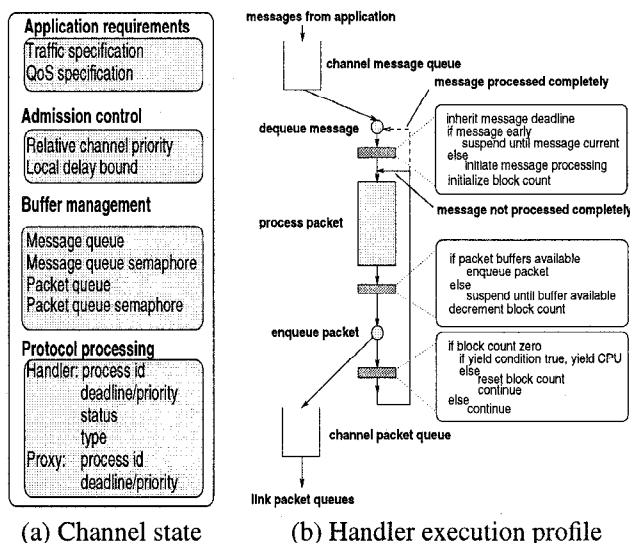 Application requirements
Traffic specification
QoS specification
Admission control
Relative channel priority
Local delay bound
Buffer management
Message queue
Message queue semaphore
Packet queue
Packet queue semaphore
Protocol processing
Handler: process id
deadline/priority
status
type
Proxy: process id
deadline/priority
(a) Channel state
messages from application
channel message queue
message processed completely
dequeue message
inherit message deadline
if message early
suspend until message current
else
initiate message processing
initialize block count
message not processed completely
process packet
if packet buffers available
enqueue packet
else
suspend until buffer available
decrement block count
enqueue packet
if block count zero
if yield condition true, yield CPU
else
reset block count
continue
else
continue
channel packet queue
link packet queues
(b) Handler execution profile